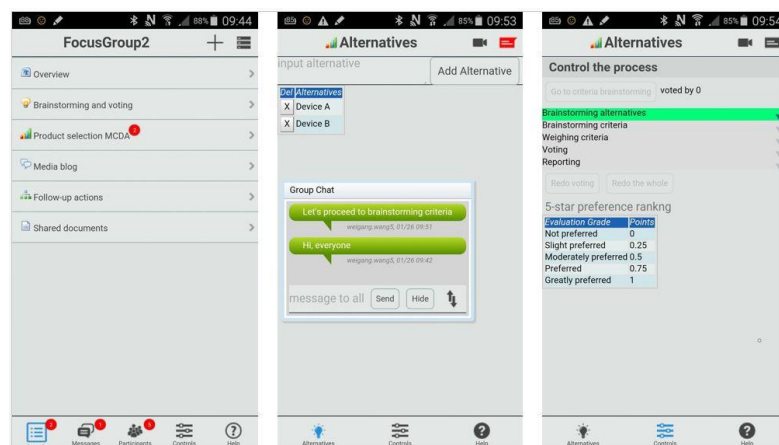 88% 09:44
FocusGroup2
Overview
Brainstorming and voting
Product selection MCDA 2
Media blog
Follow-up actions
Shared documents
2
1
5
Messages
Participants
Controls
Help
85% 09:53
Alternatives
input alternative
Add Alternative
Del Alternatives
X Device A
X Device B
Group Chat
Let's proceed to brainstorming criteria
weigang.wang5, 01/26 09:51
Hi, everyone
weigang.wang5, 01/26 09:42
message to all Send Hide
Alternatives
Help
85% 09:54
Alternatives
Control the process
Go to criteria brainstorming voted by 0
Brainstorming alternatives
Brainstorming criteria
Weighing criteria
Voting
Reporting
Redo voting Redo the whole
5-star preference rankng
Evaluation Grade Points
Not preferred 0
Slight preferred 0.25
Moderately preferred 0.5
Preferred 0.75
Greatly preferred 1
Alternatives
Controls
Help